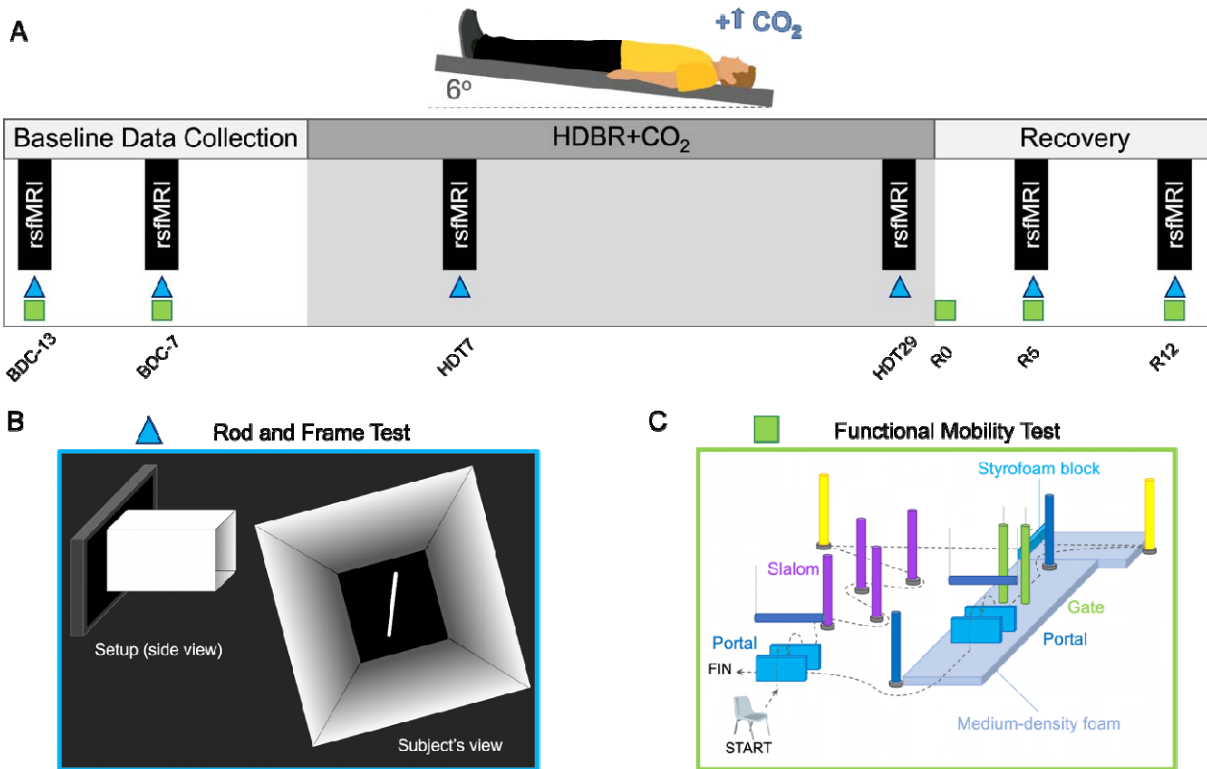 A
+⇧ CO₂
6º
Baseline Data Collection
HDBR+CO₂
Recovery
rsfMRI
rsfMRI
rsfMRI
rsfMRI
rsfMRI
rsfMRI
BDC-13
BDC-7
HDT7
HDT29
R0
R5
R12
B
Rod and Frame Test
Setup (side view)
Subject's view
C
Functional Mobility Test
Styrofoam block
Slalom
Gate
Portal
Portal
FIN
Medium-density foam
START